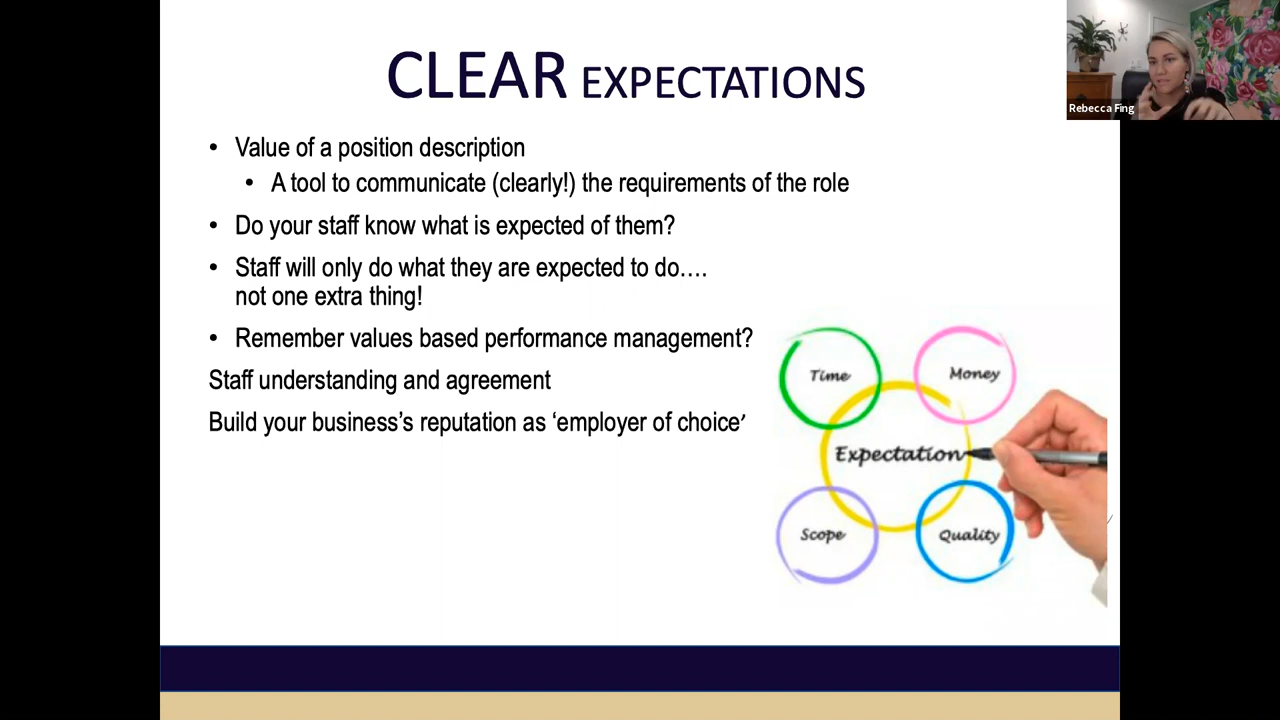 CLEAR EXPECTATIONS
Rebecca Fing
• Value of a position description
• A tool to communicate (clearly!) the requirements of the role
• Do your staff know what is expected of them?
• Staff will only do what they are expected to do….
not one extra thing!
• Remember values based performance management?
Staff understanding and agreement
Build your business’s reputation as ‘employer of choice’
Time
Money
Expectation
Scope
Quality